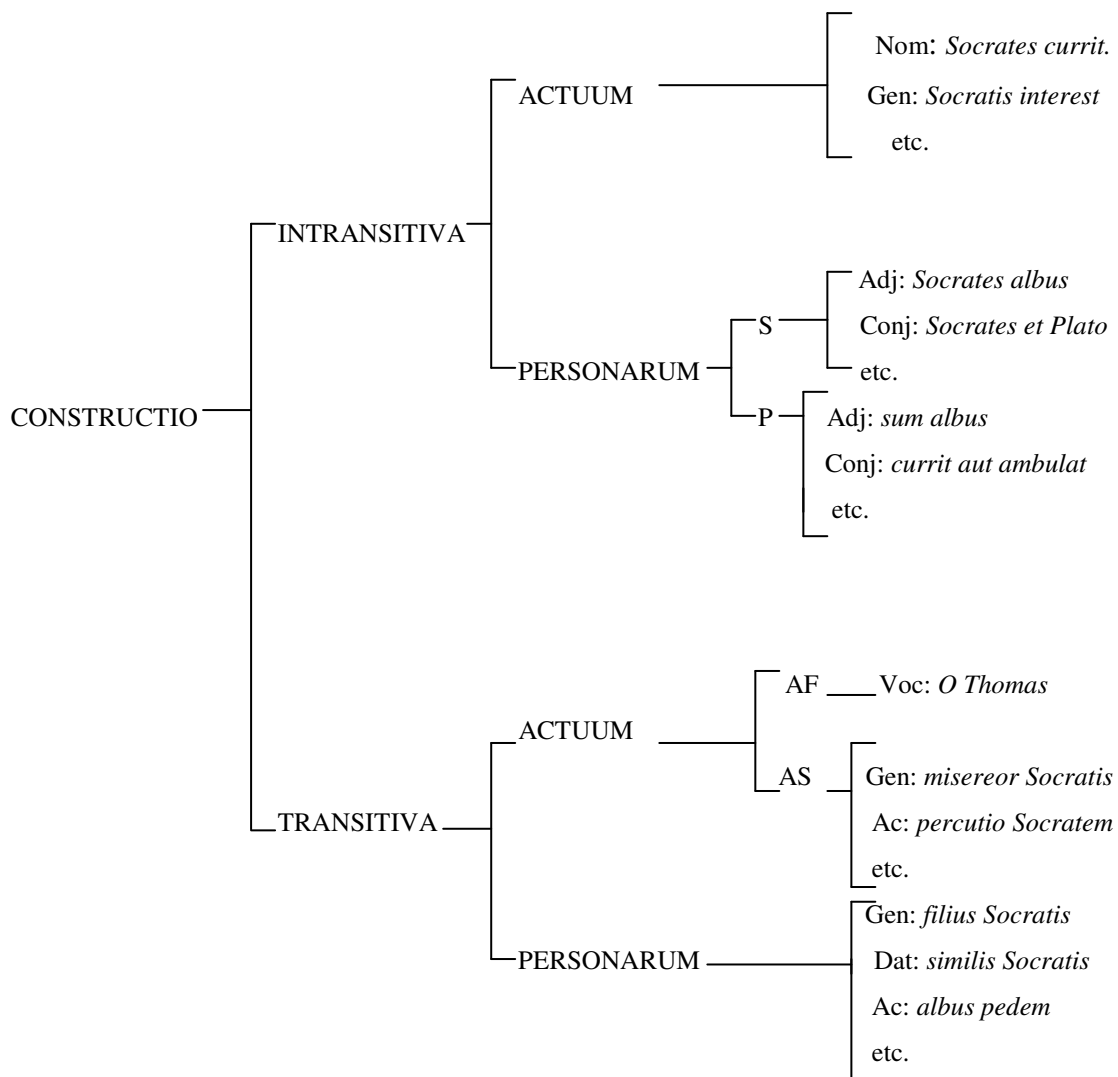 Nom: Socrates currit.
ACTUUM
Gen: Socratis interest
etc.
INTRANSITIVA
Adj: Socrates albus
S
Conj: Socrates et Plato
PERSONARUM
etc.
CONSTRUCTIO
P
Adj: sum albus
Conj: currit aut ambulat
etc.
AF
Voc: O Thomas
ACTUUM
AS
Gen: misereor Socratis
TRANSITIVA
Ac: percutio Socratem
etc.
Gen: filius Socratis
PERSONARUM
Dat: similis Socratis
Ac: albus pedem
etc.